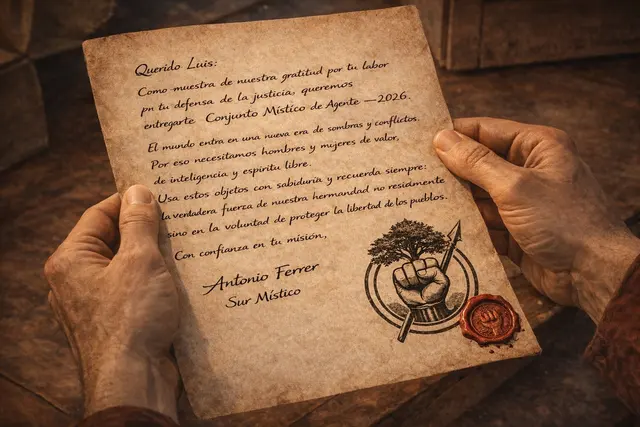 Querido Luis:
Como muestra de nuestra gratitud por tu labor
pn tu defensa de la justicia, queremos
entregarte Conjunto Místico de Agente —2026.
El mundo entra en una nueva era de sombras y conflictos.
Por eso necesitamos hombres y mijeres de valor,
de inteligencia y espiritu libre.
Usa estos objetos con sabiduría y recuerda siempre:
la verdadera fuerza de nuestra hermandad no residmente
sino en la voluntad de proteger la libertad de los pueblos.
Con confianza en tu misión,
Antonio Ferrer
Sur Místico